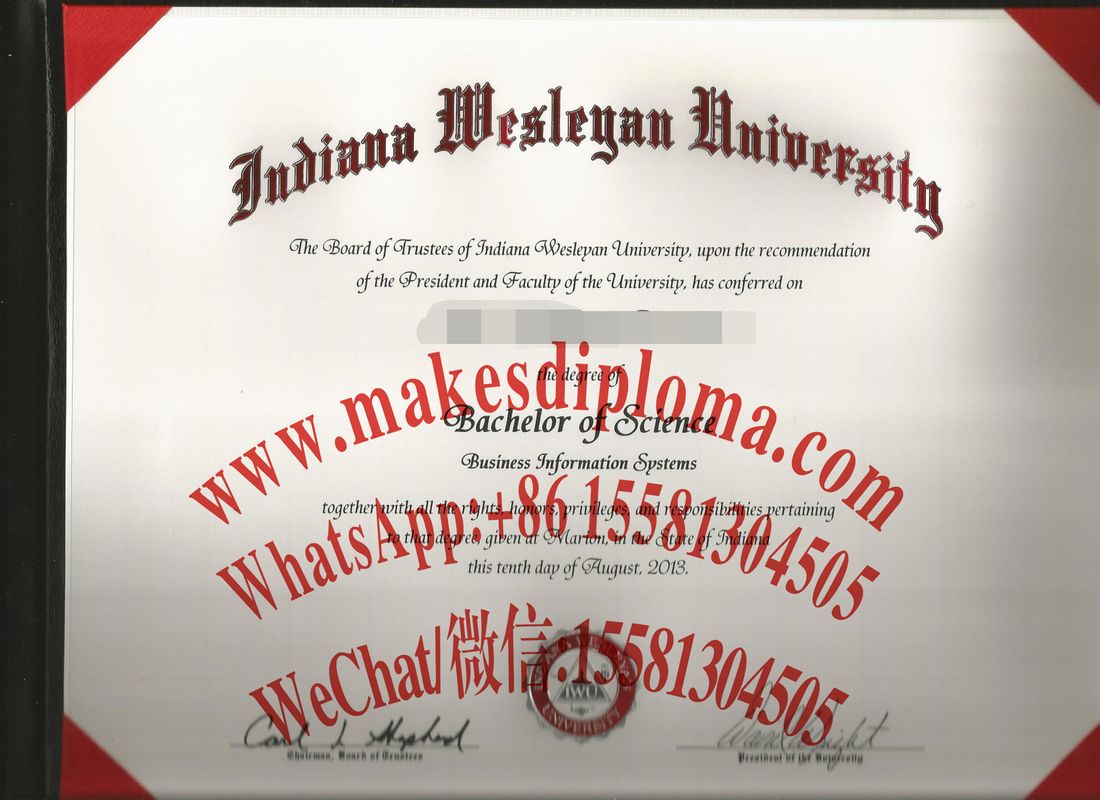 Indiana Wesleyan University
The Board of Trustees of Indiana Wesleyan University, upon the recommendation
of the President and Faculty of the University, has conferred on
the degree of
www.makesdiploma.com
Bachelor of Science
Business Information Systems
together with all the rights, honors, privileges, and responsibilities pertaining
WhatsApp:+86 15581304505
to that degree, given at Marion, in the State of Indiana
this tenth day of August, 2013.
WeChat/微信:15581304505
IWU
UNIVERSITY
Chairman, Board of Trustees
President of the University